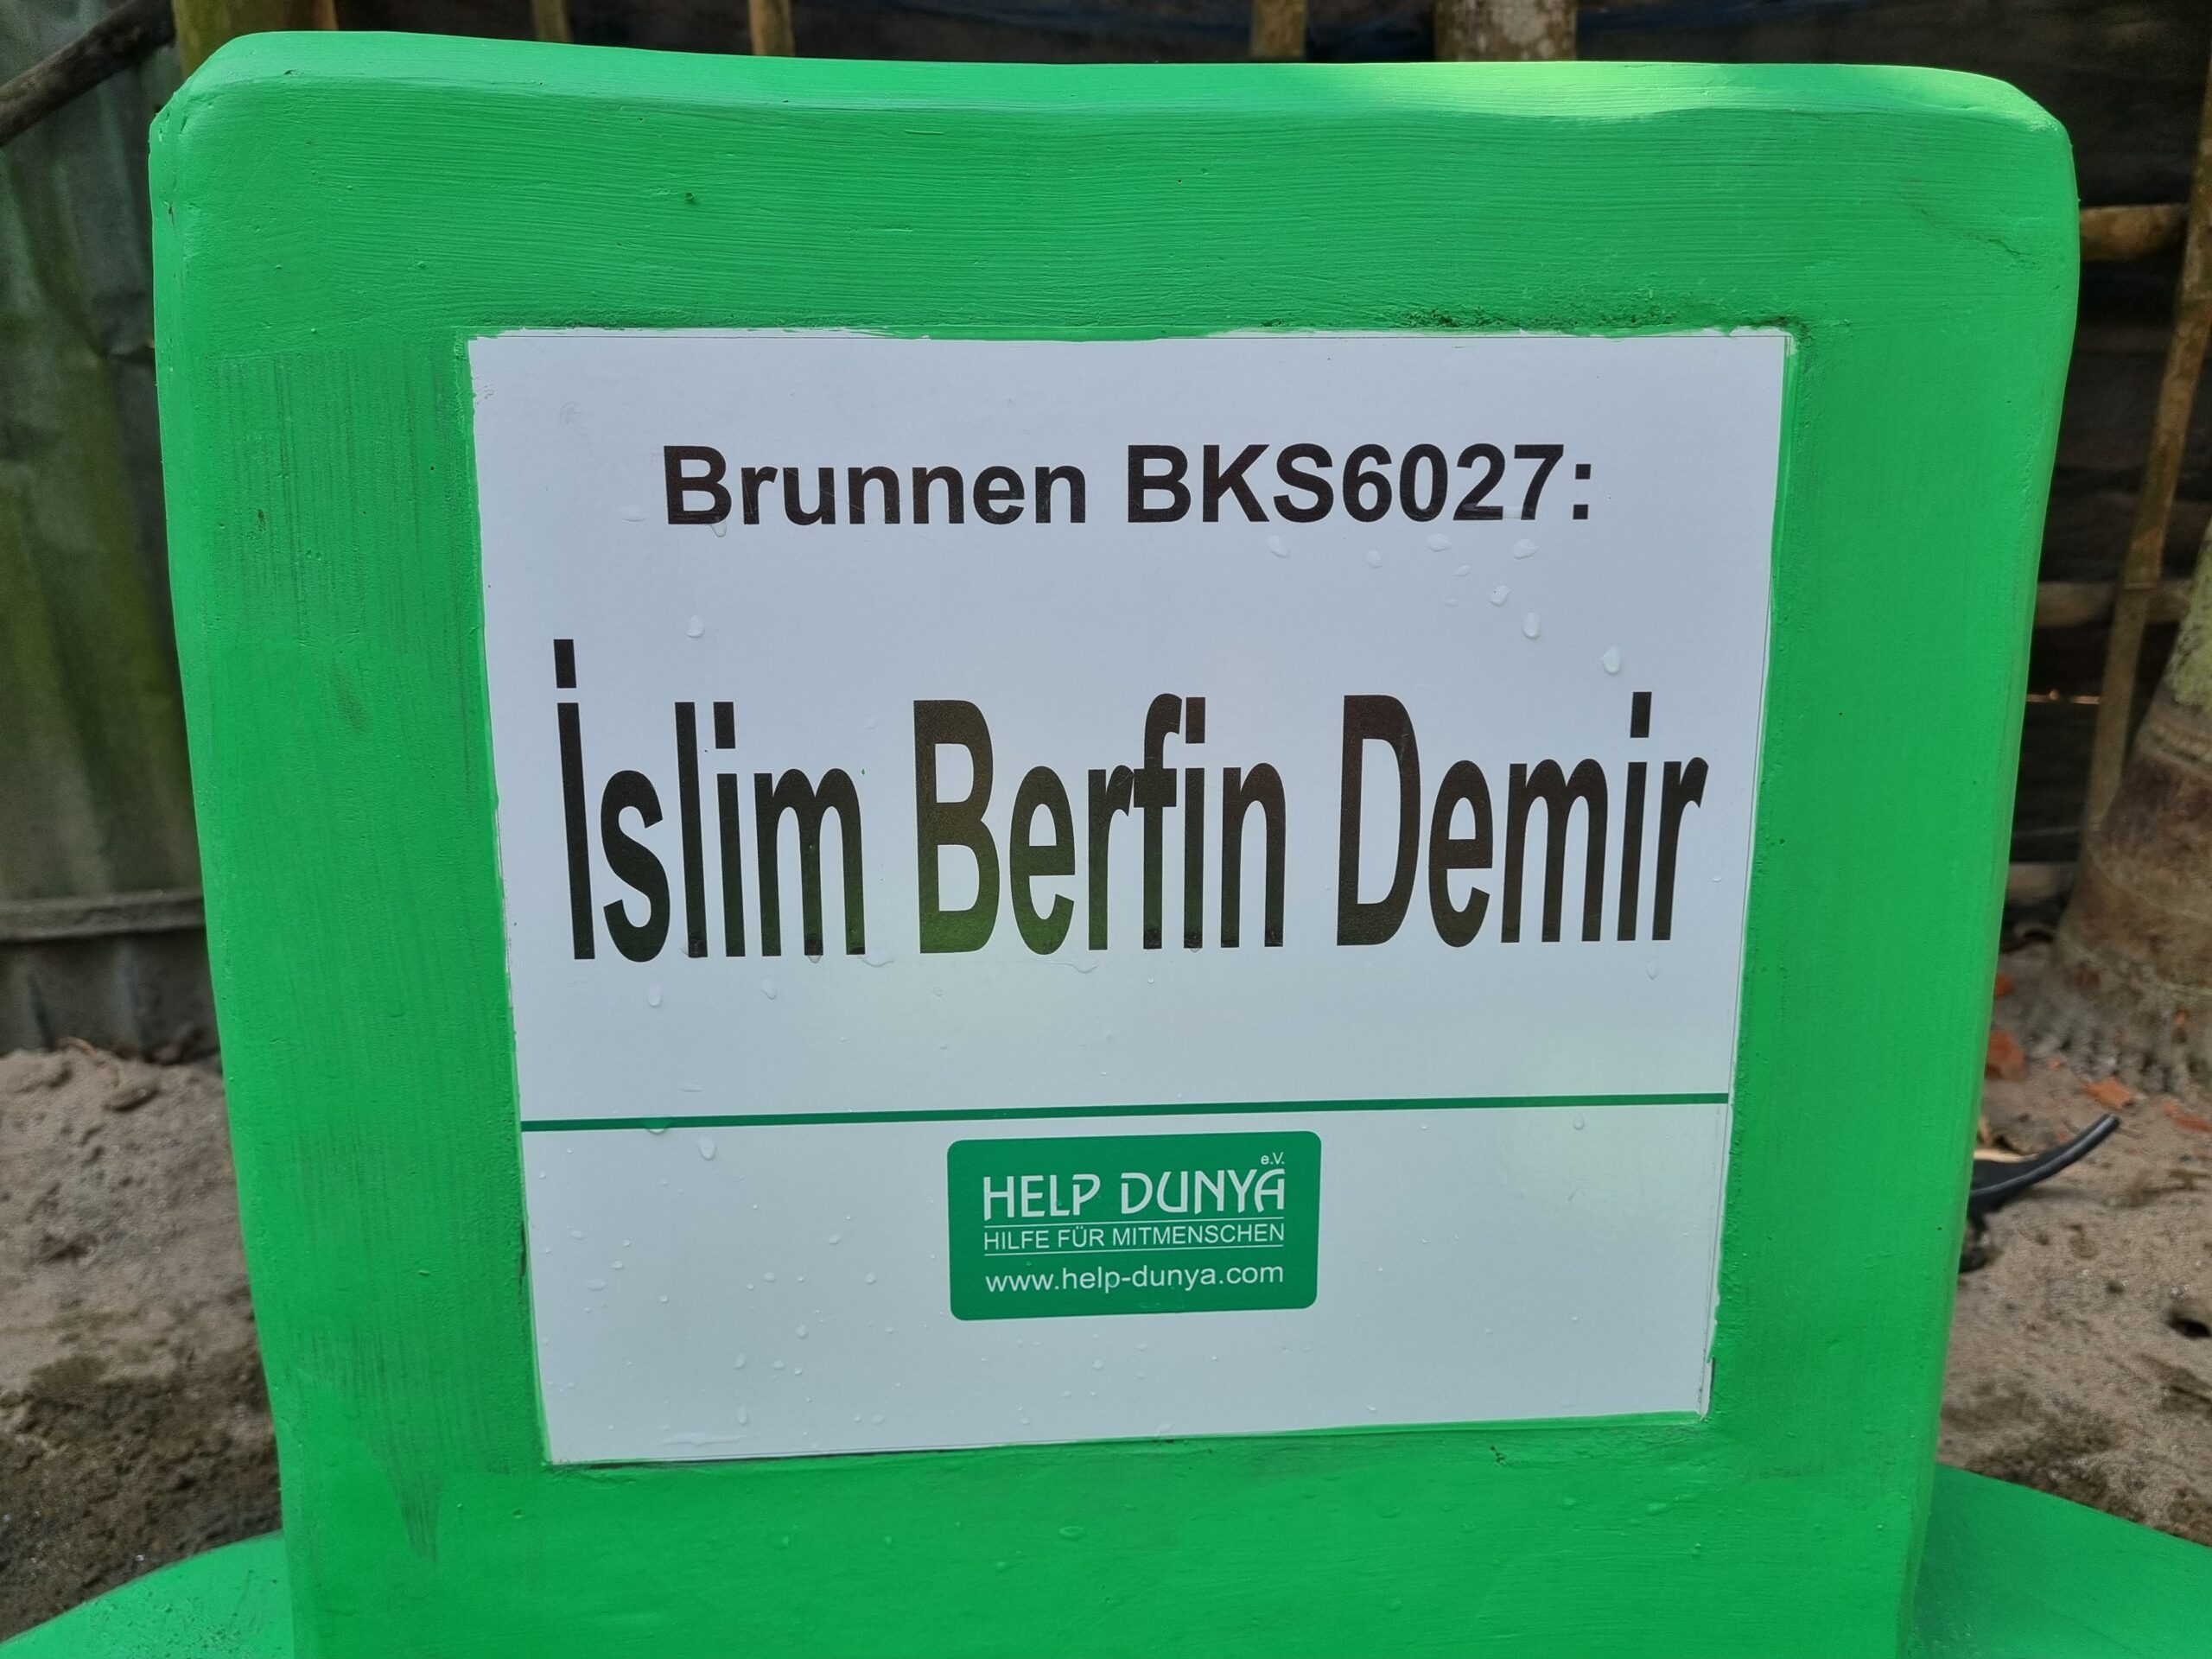 Brunnen BKS6027:
İslim Berfin Demir
e.V.
HELP DUNYA
HILFE FÜR MITMENSCHEN
www.help-dunya.com